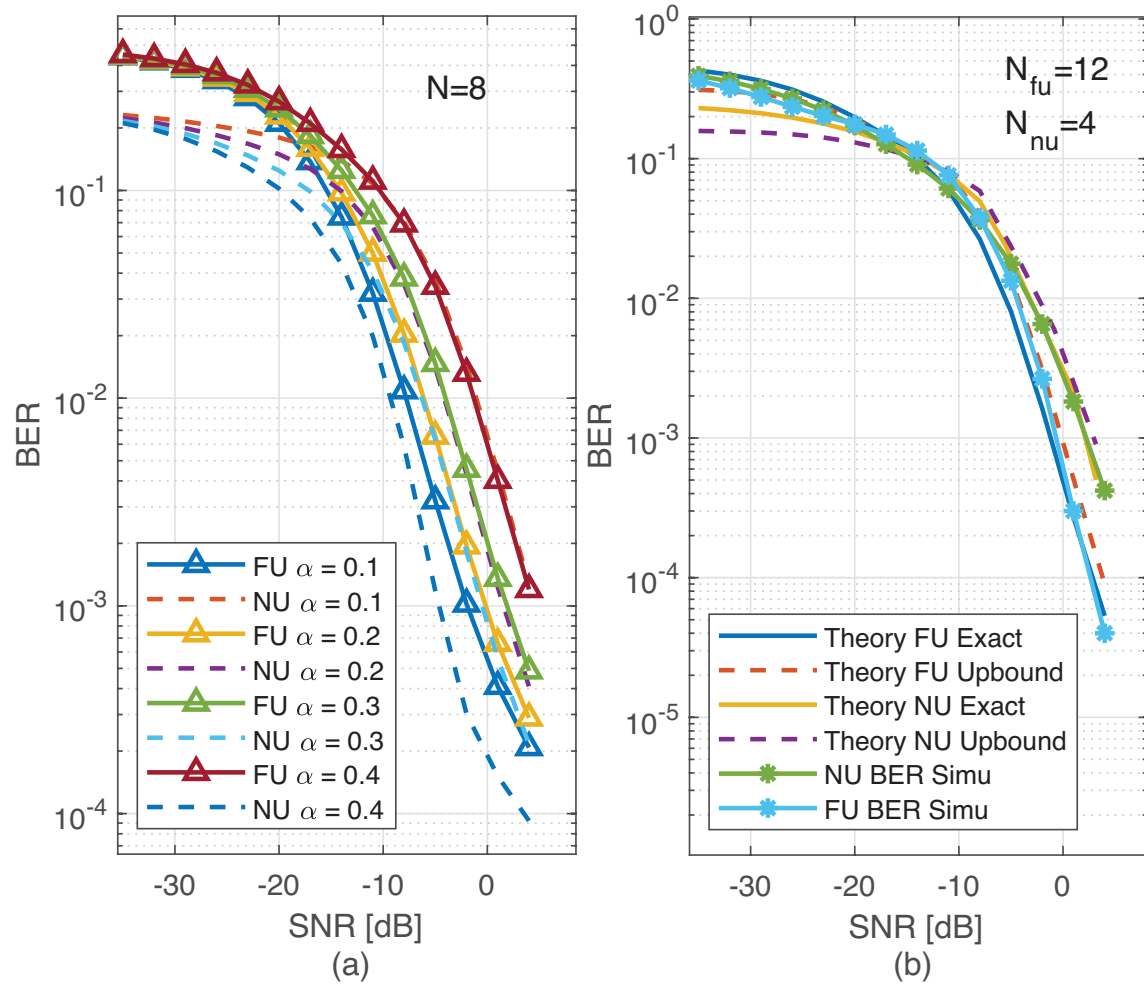 N=8
BER
10^-1
10^-2
10^-3
10^-4
FU α = 0.1
NU α = 0.1
FU α = 0.2
NU α = 0.2
FU α = 0.3
NU α = 0.3
FU α = 0.4
NU α = 0.4
-30 -20 -10 0
SNR [dB]
(a)
N_fu=12
N_nu=4
BER
10^0
10^-1
10^-2
10^-3
10^-4
10^-5
Theory FU Exact
Theory FU Upbound
Theory NU Exact
Theory NU Upbound
NU BER Simu
FU BER Simu
-30 -20 -10 0
SNR [dB]
(b)